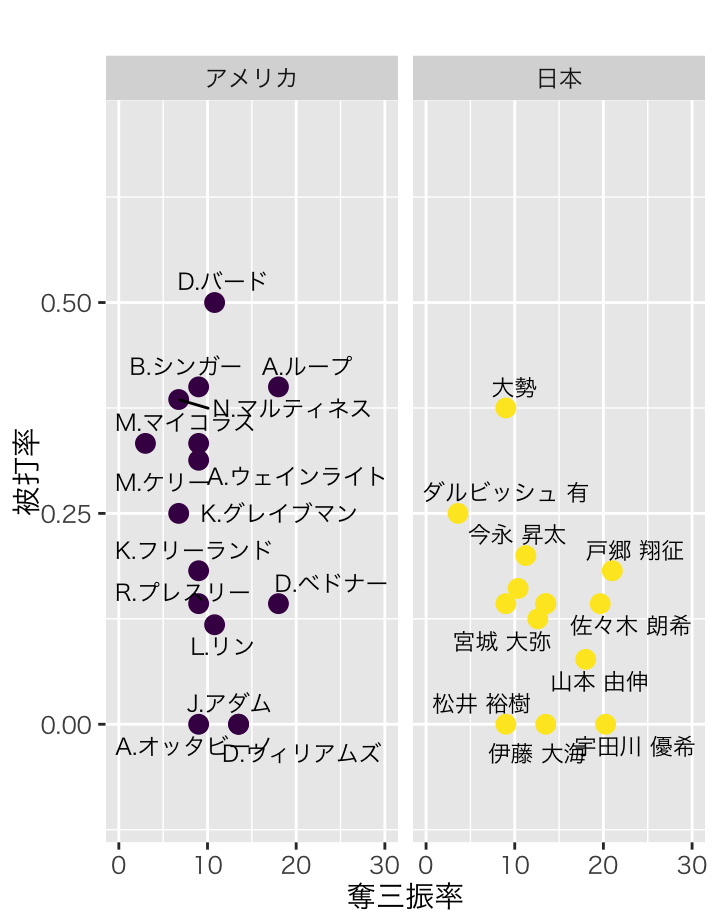 アメリカ
日本
D.バード
B.シンガー
A.ループ
N.マルティネス
M.マイコラス
M.ケリー
A.ウェインライト
K.グレイブマン
K.フリーランド
D.ベドナー
R.プレスリー
L.リン
J.アダム
A.オッタビーノ
D.ウィリアムズ
大勢
ダルビッシュ 有
今永 昇太
戸郷 翔征
佐々木 朗希
宮城 大弥
山本 由伸
松井 裕樹
伊藤 大海
宇田川 優希
0.50
0.25
0.00
被打率
0 10 20 30
0 10 20 30
奪三振率